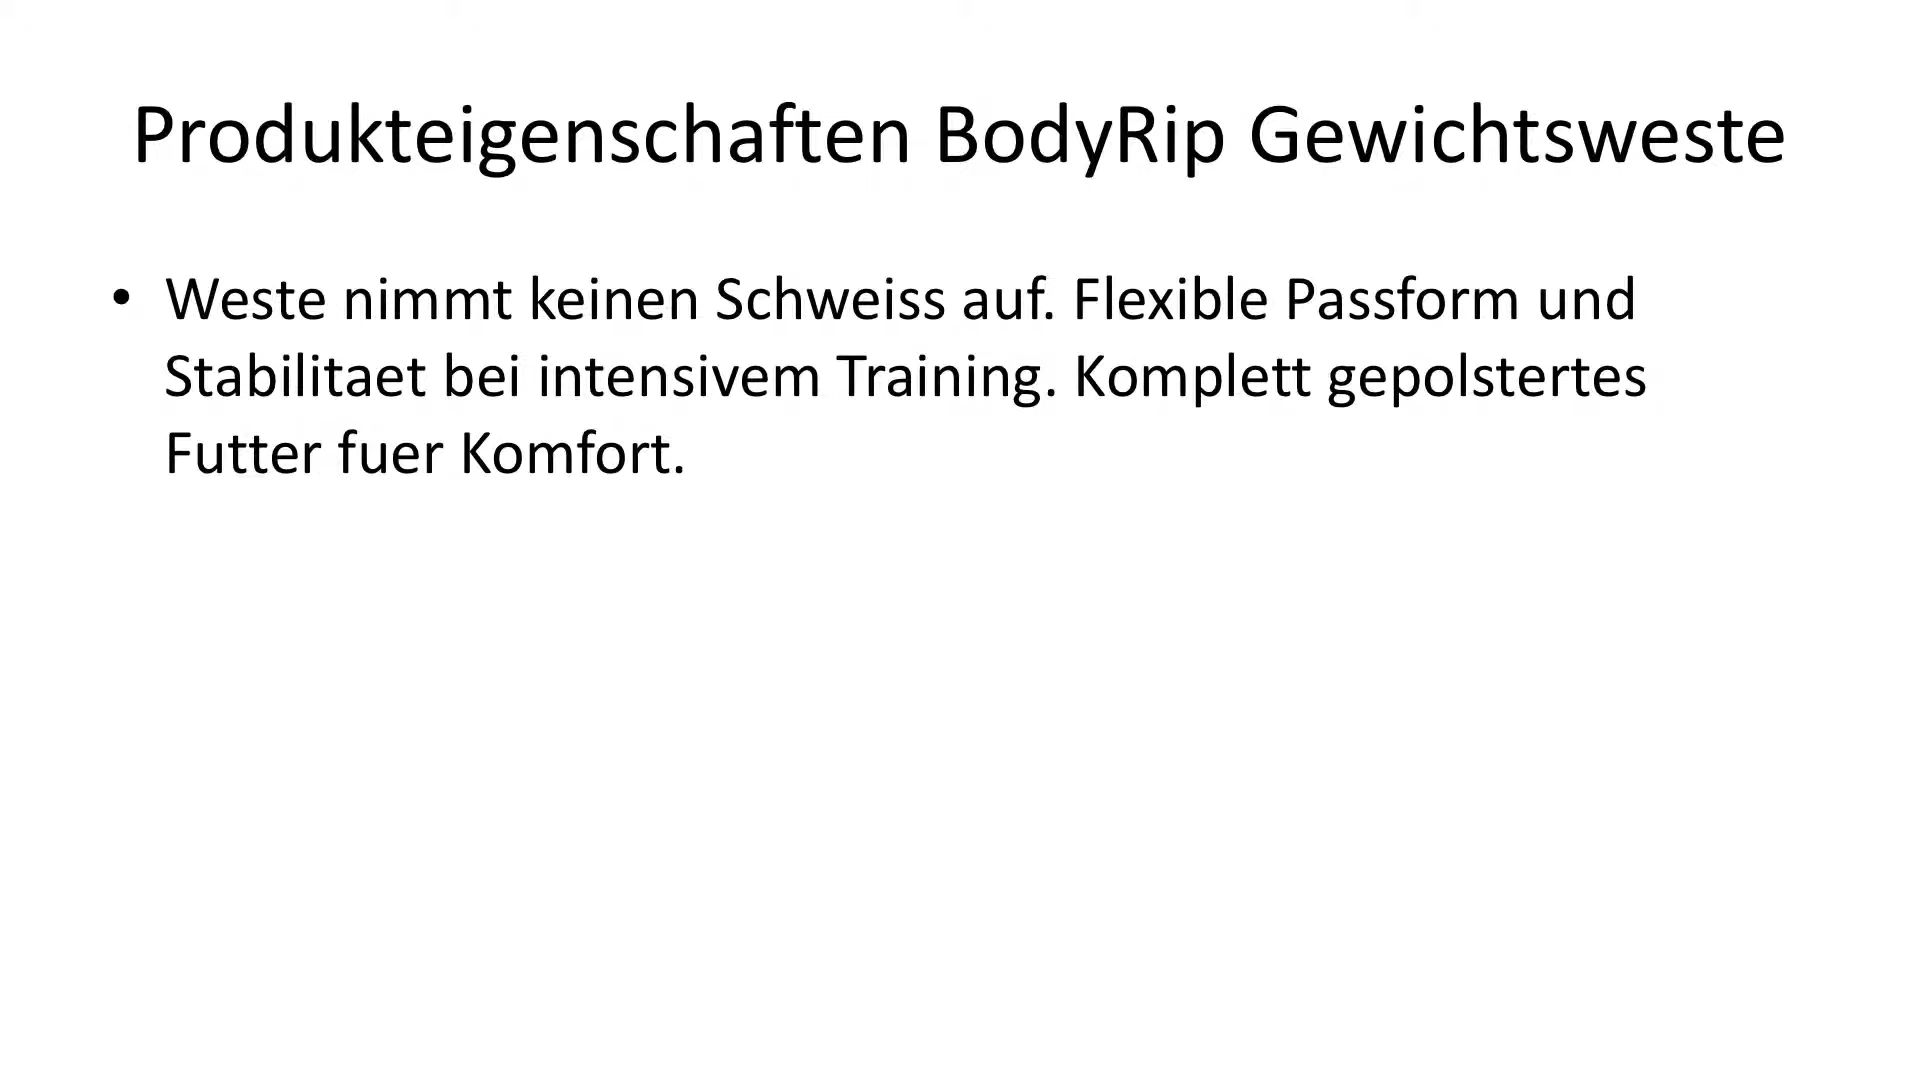 Produkteigenschaften BodyRip Gewichtsweste
• Weste nimmt keinen Schweiss auf. Flexible Passform und
Stabilitaet bei intensivem Training. Komplett gepolstertes
Futter fuer Komfort.